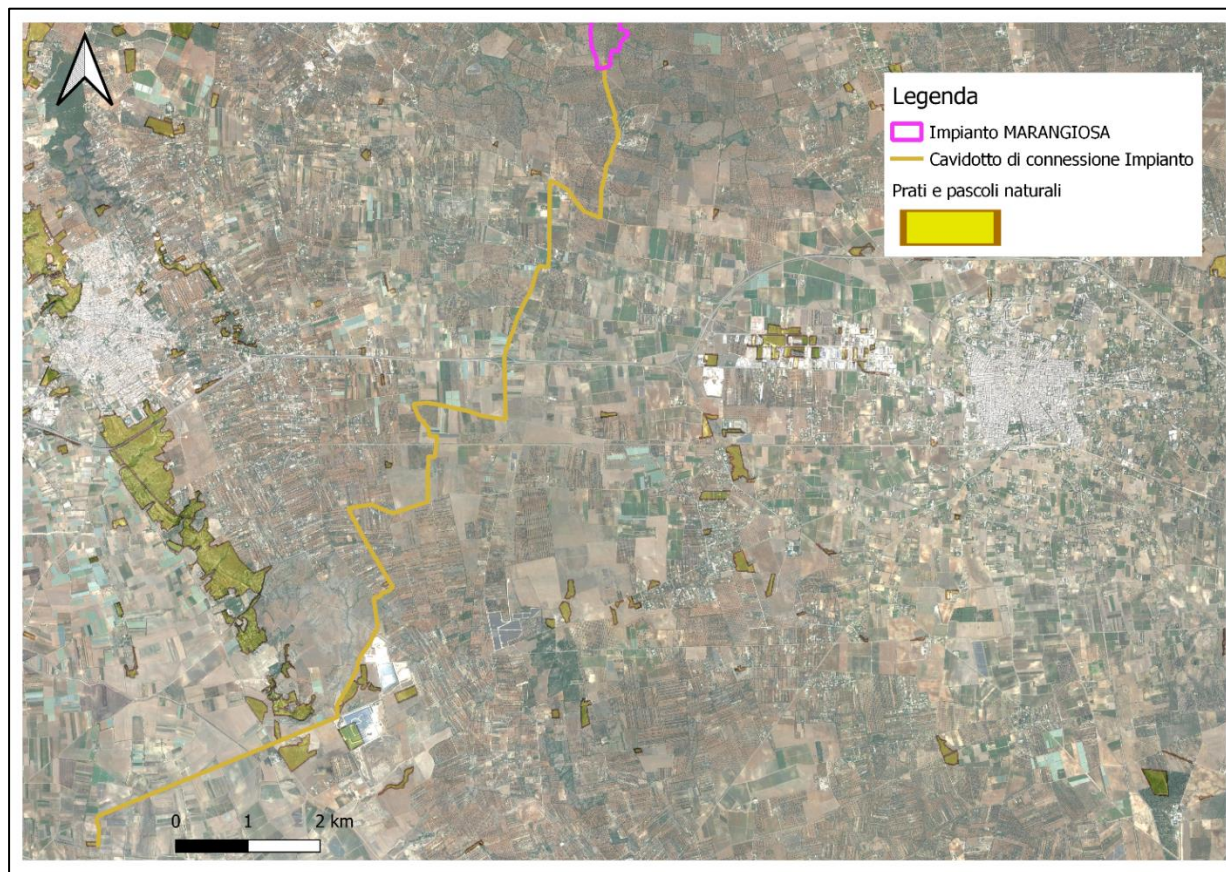 Legenda
Impianto MARANGIOSA
Cavidotto di connessione Impianto
Prati e pascoli naturali
0 1 2 km